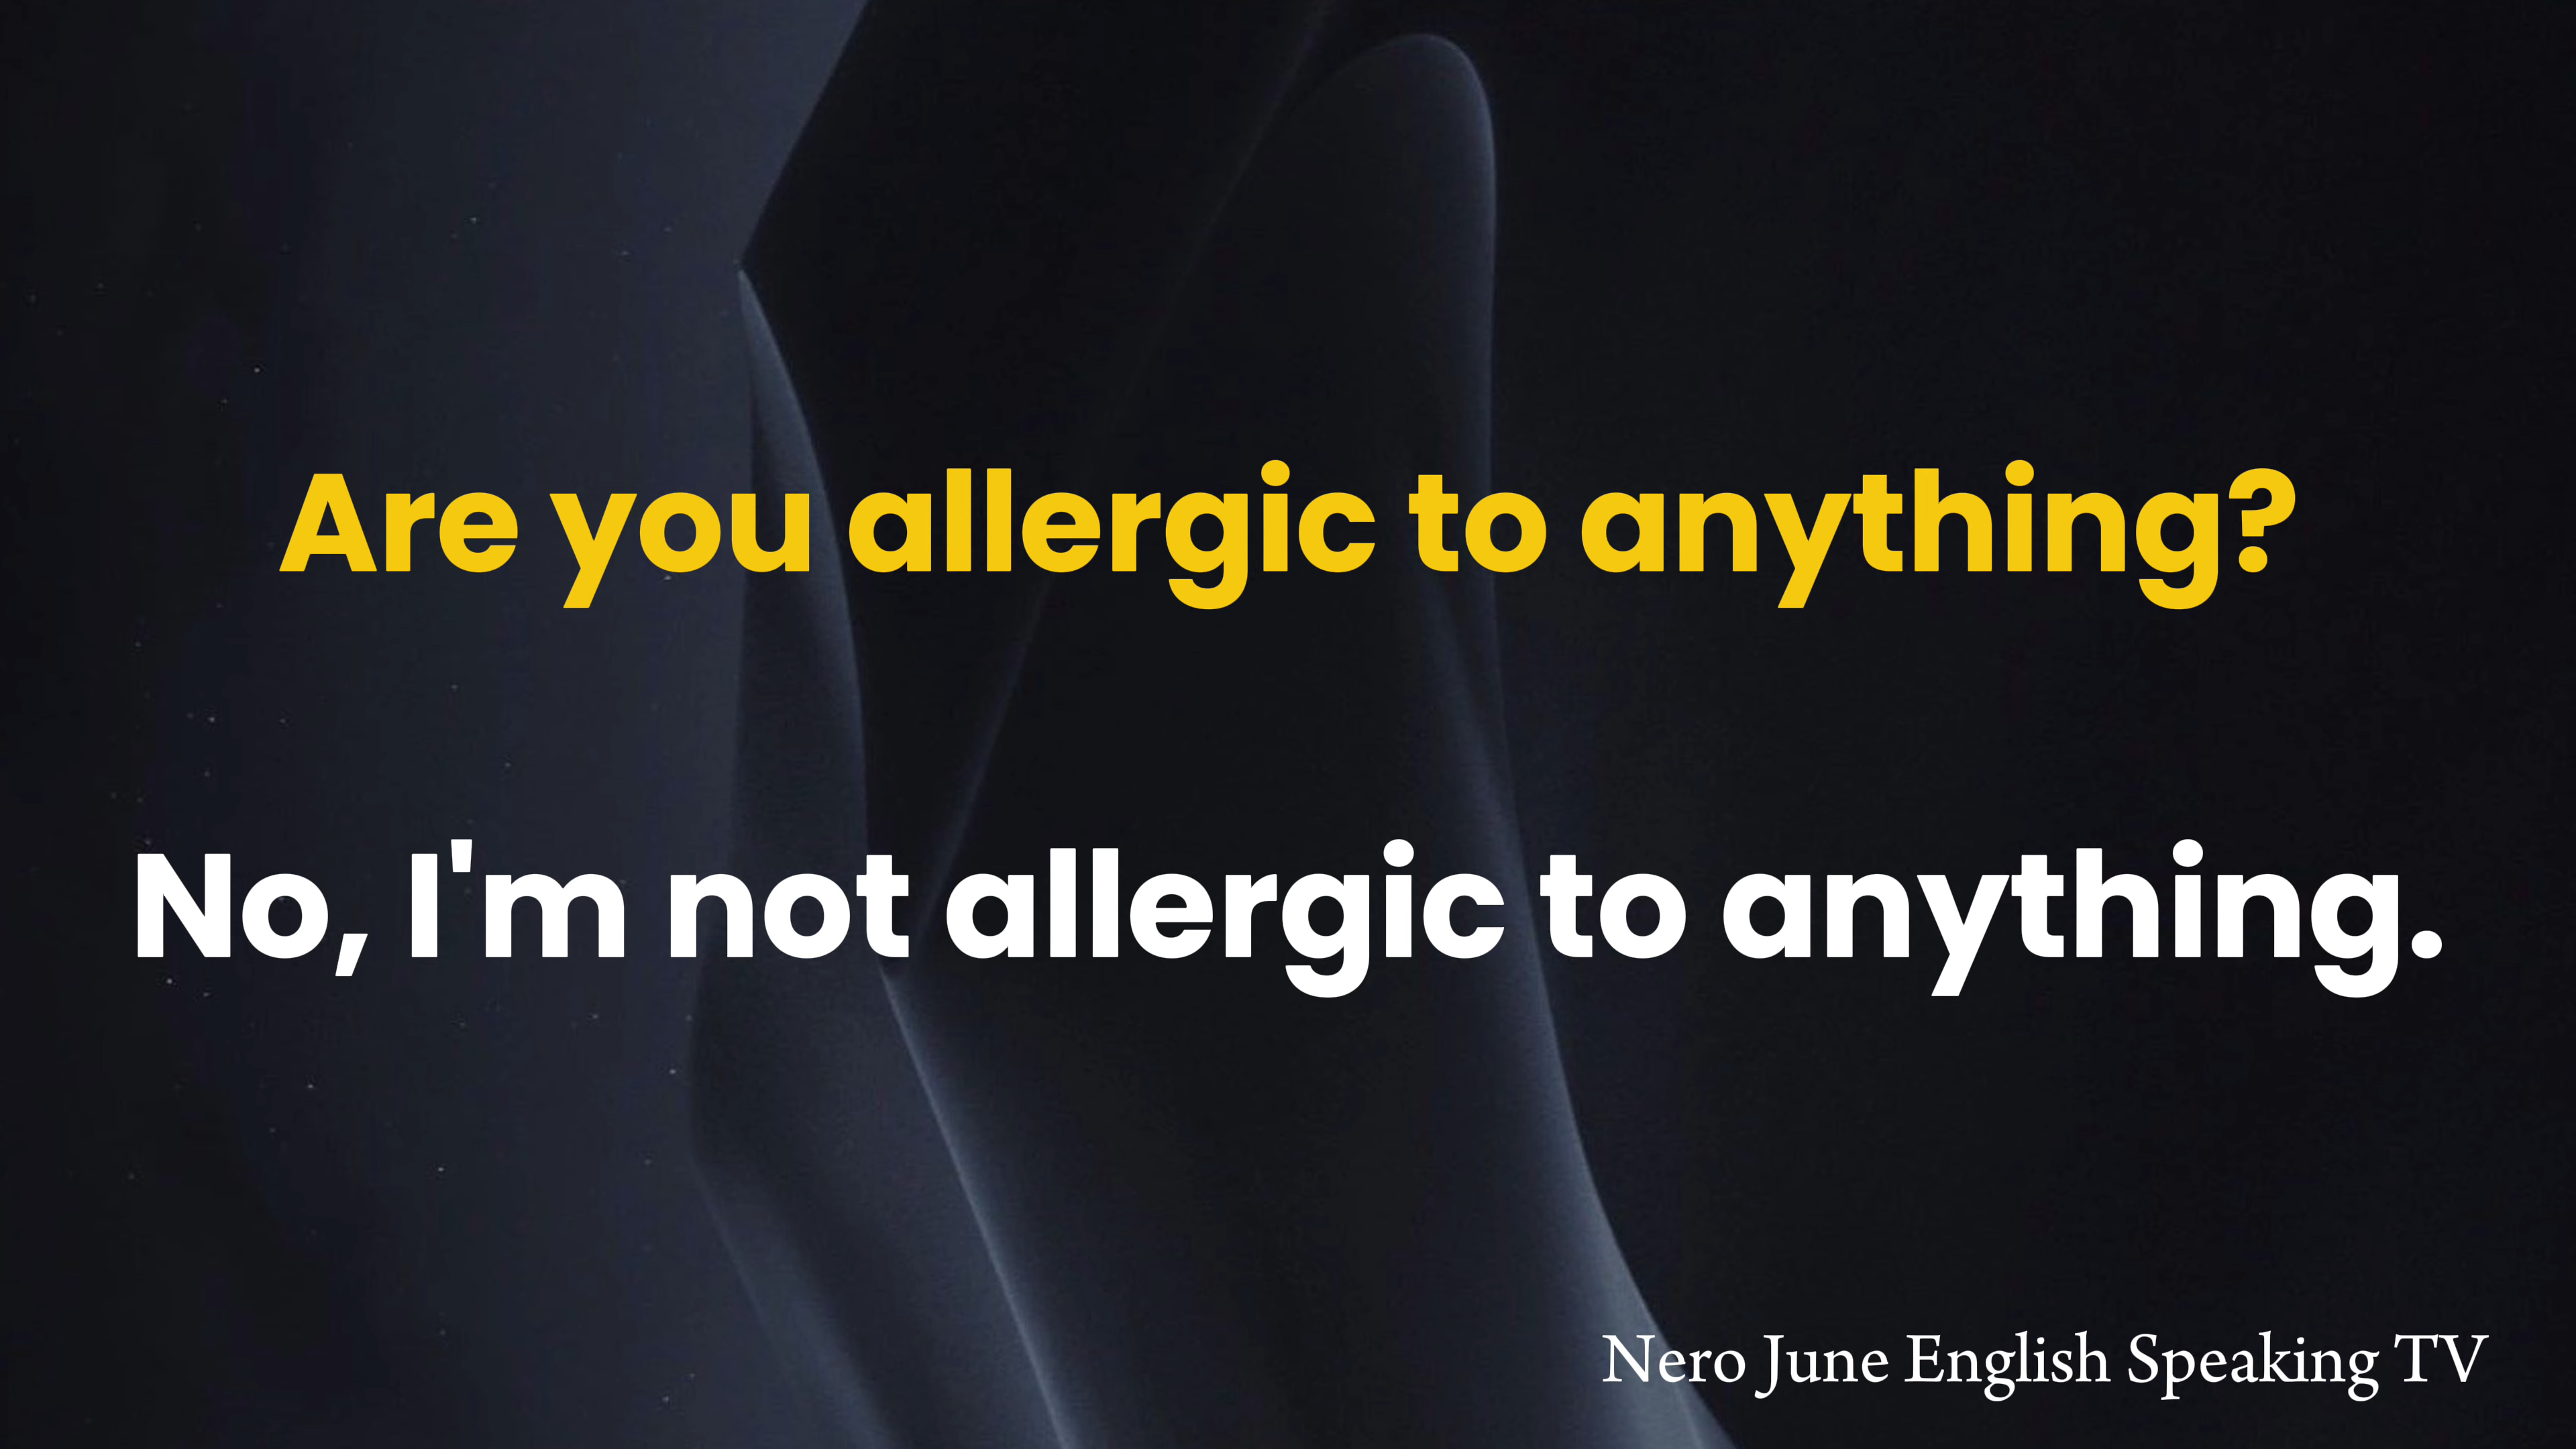 Are you allergic to anything?
No, I'm not allergic to anything.
Nero June English Speaking TV